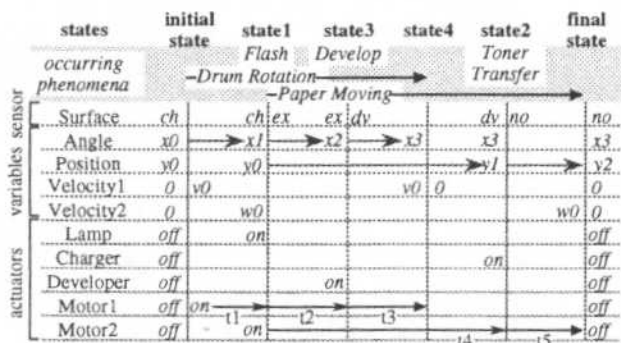 states initial state state1 state3 state4 state2 final state
occurring phenomena Flash Develop Toner Transfer
Drum Rotation
Paper Moving
sensor
variables
actuators
Surface ch ch ex ex dv dv no no
Angle x0 x1 x2 x3 x3 x3
Position y0 y0 y1 y2
Velocity1 0 v0 v0 0 0
Velocity2 0 w0 w0 0
Lamp off on off
Charger off on off
Developer off on off
Motor1 off on off
t1 t2 t3
Motor2 off on off
t4 t5